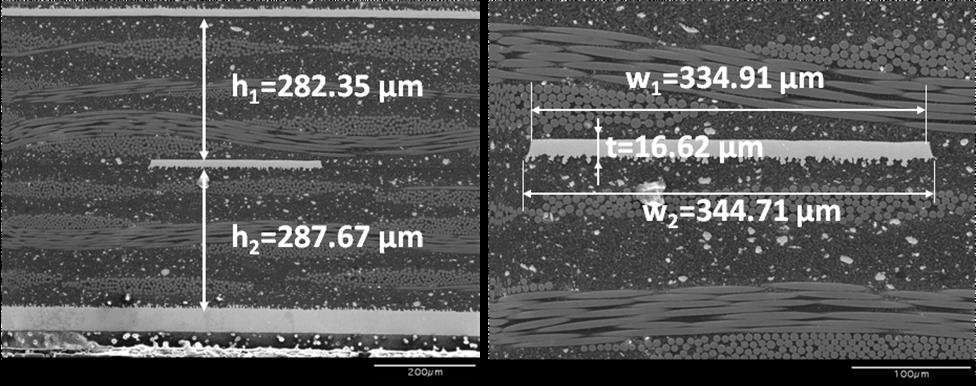 h₁=282.35 μm
h₂=287.67 μm
200μm
w₁=334.91 μm
t=16.62 μm
w₂=344.71 μm
100μm